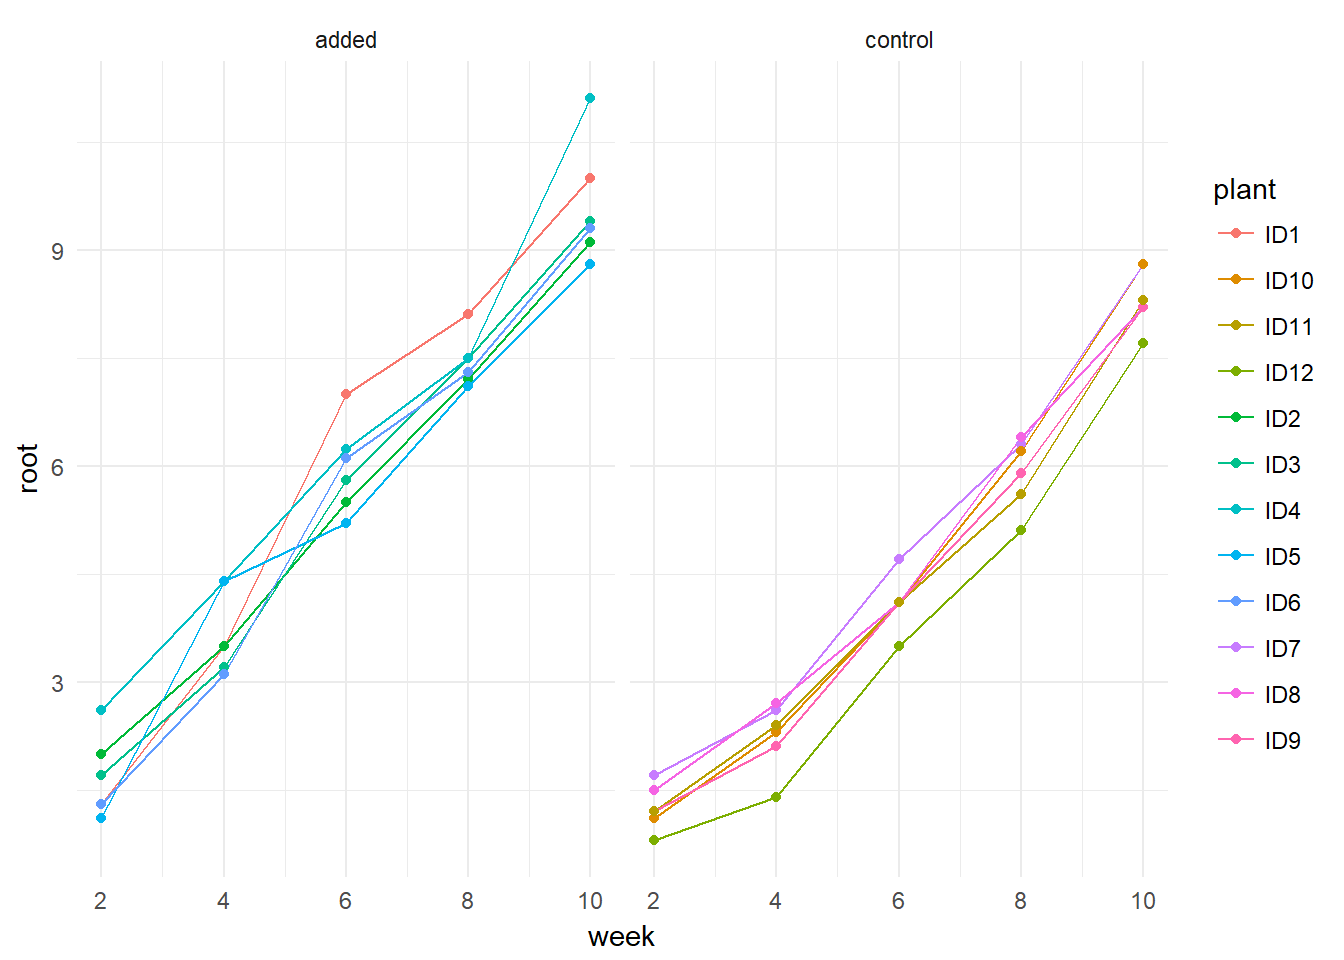 added
control
9
6
3
root
2
4
6
8
10
2
4
6
8
10
week
plant
ID1
ID10
ID11
ID12
ID2
ID3
ID4
ID5
ID6
ID7
ID8
ID9